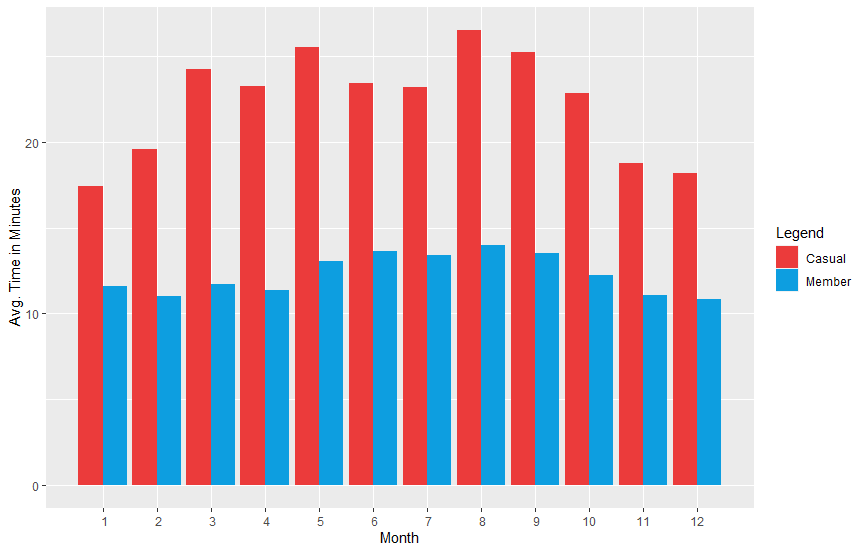 Avg. Time in Minutes
20
10
0
1 2 3 4 5 6 7 8 9 10 11 12
Month
Legend
Casual
Member